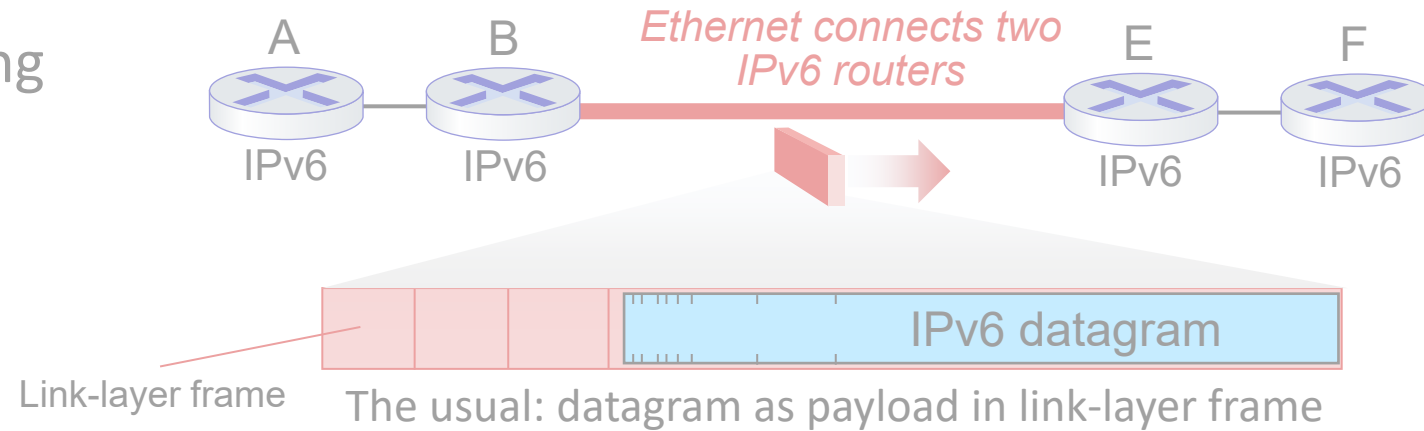 ng
A
B
Ethernet connects two
IPv6 routers
E
F
IPv6
IPv6
IPv6
IPv6
IPv6 datagram
Link-layer frame
The usual: datagram as payload in link-layer frame